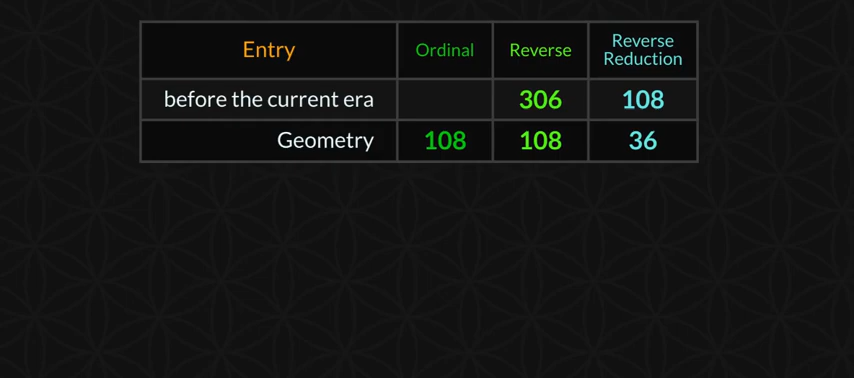 Entry Ordinal Reverse Reverse Reduction
before the current era 306 108
Geometry 108 108 36